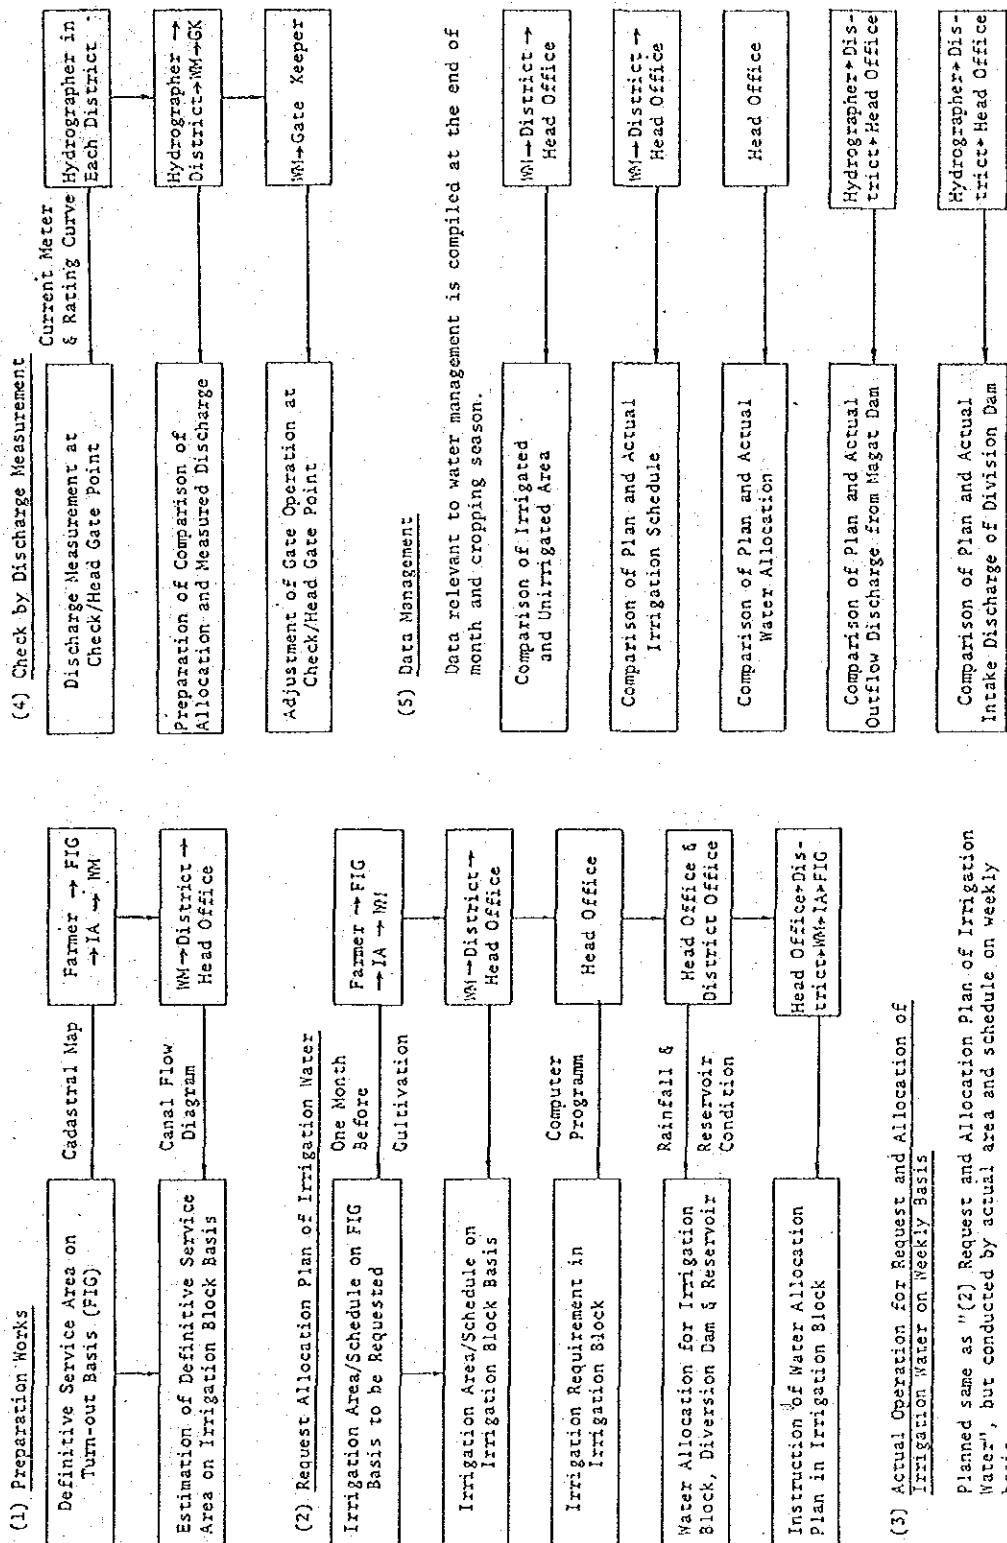 (1) Preparation Works
Definitive Service Area on
Turn-out Basis (FIG)
Cadastral Map
Farmer → FIG
→ IA → WM
Estimation of Definitive Service
Area on Irrigation Block Basis
Canal Flow
Diagram
WM→District→
Head Office
(2) Request Allocation Plan of Irrigation Water
Irrigation Area/Schedule on FIG
Basis to be Requested
One Month
Before
Cultivation
Farmer →FIG
→ IA → WM
Irrigation Area/Schedule on
Irrigation Block Basis
WM→District→
Head Office
Irrigation Requirement in
Irrigation Block
Computer
Programm
Head Office
Water Allocation for Irrigation
Block, Diversion Dam & Reservoir
Rainfall &
Reservoir
Condition
Head Office &
District Office
Instruction of Water Allocation
Plan in Irrigation Block
Head Office→Dis-
trict→WM→IA→FIG
(3) Actual Operation for Request and Allocation of
Irrigation Water on Weekly Basis
Planned same as "(2) Request and Allocation Plan of Irrigation
Water", but conducted by actual area and schedule on weekly
(4) Check by Discharge Measurement
Discharge Measurement at
Check/Head Gate Point
Current Meter
& Rating Curve
Hydrographer in
Each District
Preparation of Comparison of
Allocation and Measured Discharge
Hydrographer →
District→WM→GK
Adjustment of Gate Operation at
Check/Head Gate Point
WM→Gate Keeper
(5) Data Management
Data relevant to water management is compiled at the end of
month and cropping season.
Comparison of Irrigated
and Unirrigated Area
WM→District→
Head Office
Comparison of Plan and Actual
Irrigation Schedule
WM→District→
Head Office
Comparison of Plan and Actual
Water Allocation
Head Office
Comparison of Plan and Actual
Outflow Discharge from Magat Dam
Hydrographer→Dis-
trict→Head Office
Comparison of Plan and Actual
Intake Discharge of Division Dam
Hydrographer→Dis-
trict→Head Office